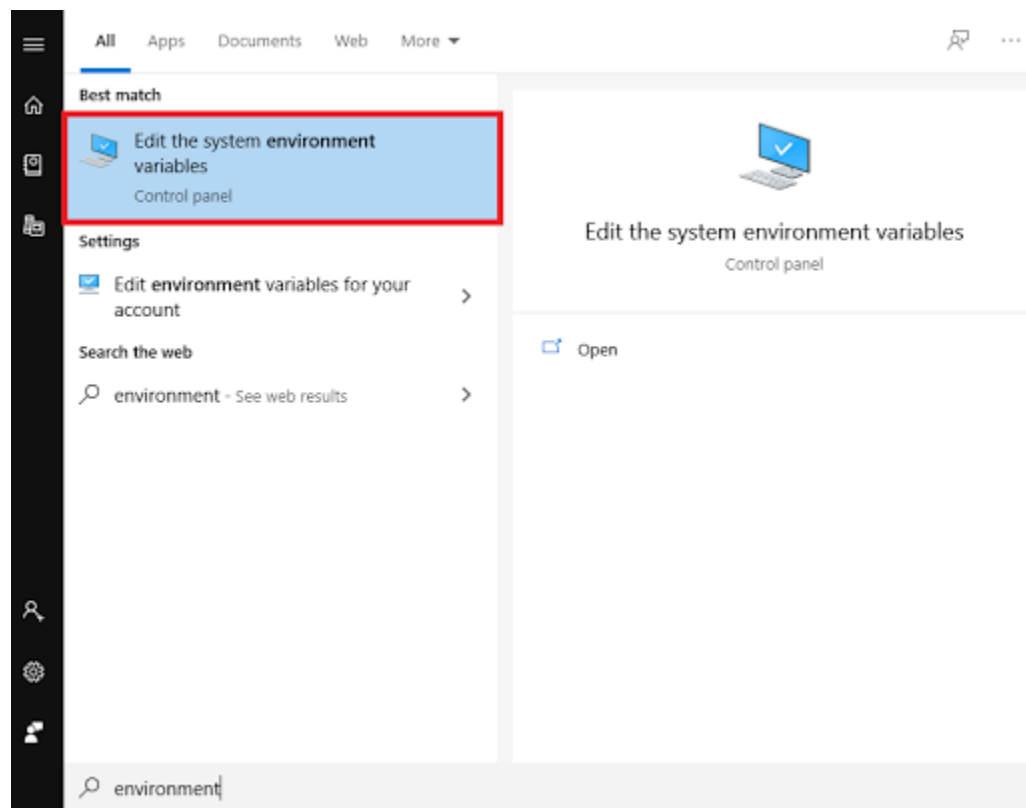 All Apps Documents Web More
Best match
Edit the system environment
variables
Control panel
Settings
Edit environment variables for your
account
Search the web
environment - See web results
Edit the system environment variables
Control panel
Open
environment